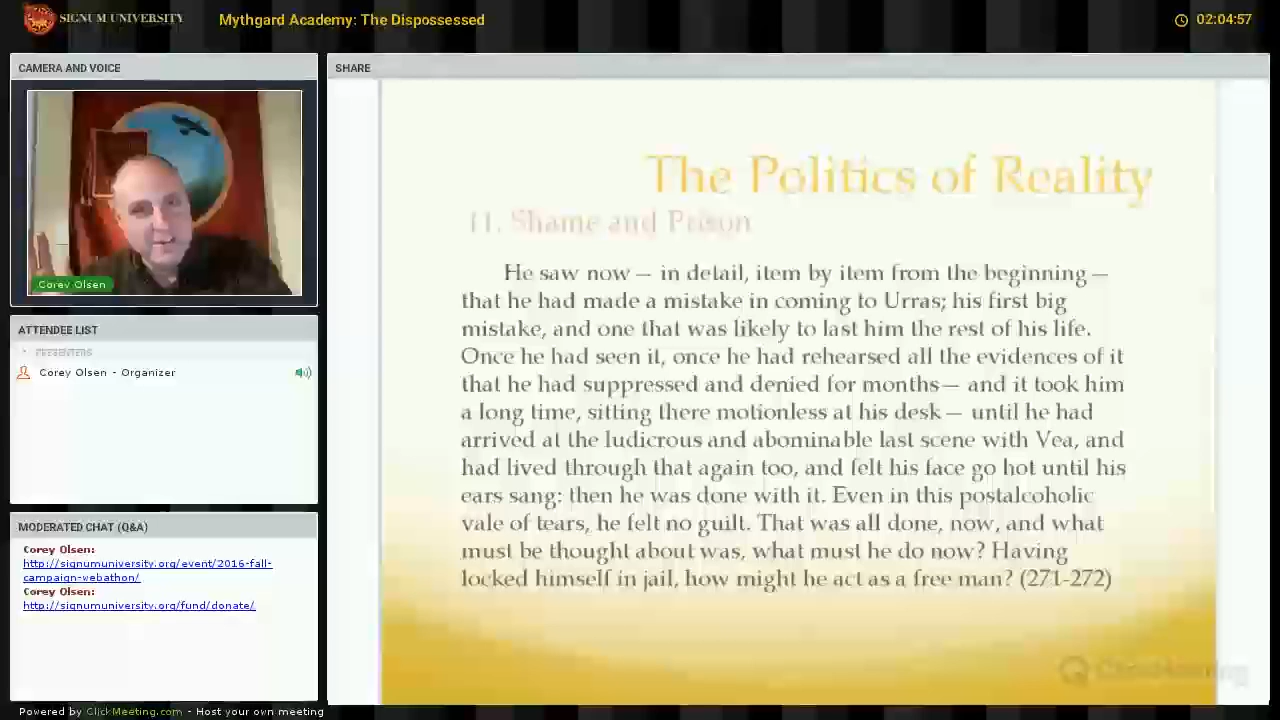 SIGNUM UNIVERSITY
Mythgard Academy: The Dispossessed
02:04:57
CAMERA AND VOICE
Corey Olsen
ATTENDEE LIST
PRESENTERS
Corey Olsen - Organizer
MODERATED CHAT (Q&A)
Corey Olsen:
http://signumuniversity.org/event/2016-fall-
campaign-webathon/
Corey Olsen:
http://signumuniversity.org/fund/donate/
Powered by ClickMeeting.com - Host your own meeting
SHARE
The Politics of Reality
11. Shame and Prison
He saw now — in detail, item by item from the beginning —
that he had made a mistake in coming to Urras; his first big
mistake, and one that was likely to last him the rest of his life.
Once he had seen it, once he had rehearsed all the evidences of it
that he had suppressed and denied for months— and it took him
a long time, sitting there motionless at his desk — until he had
arrived at the ludicrous and abominable last scene with Vea, and
had lived through that again too, and felt his face go hot until his
ears sang: then he was done with it. Even in this postalcoholic
vale of tears, he felt no guilt. That was all done, now, and what
must be thought about was, what must he do now? Having
locked himself in jail, how might he act as a free man? (271-272)
ClickMeeting